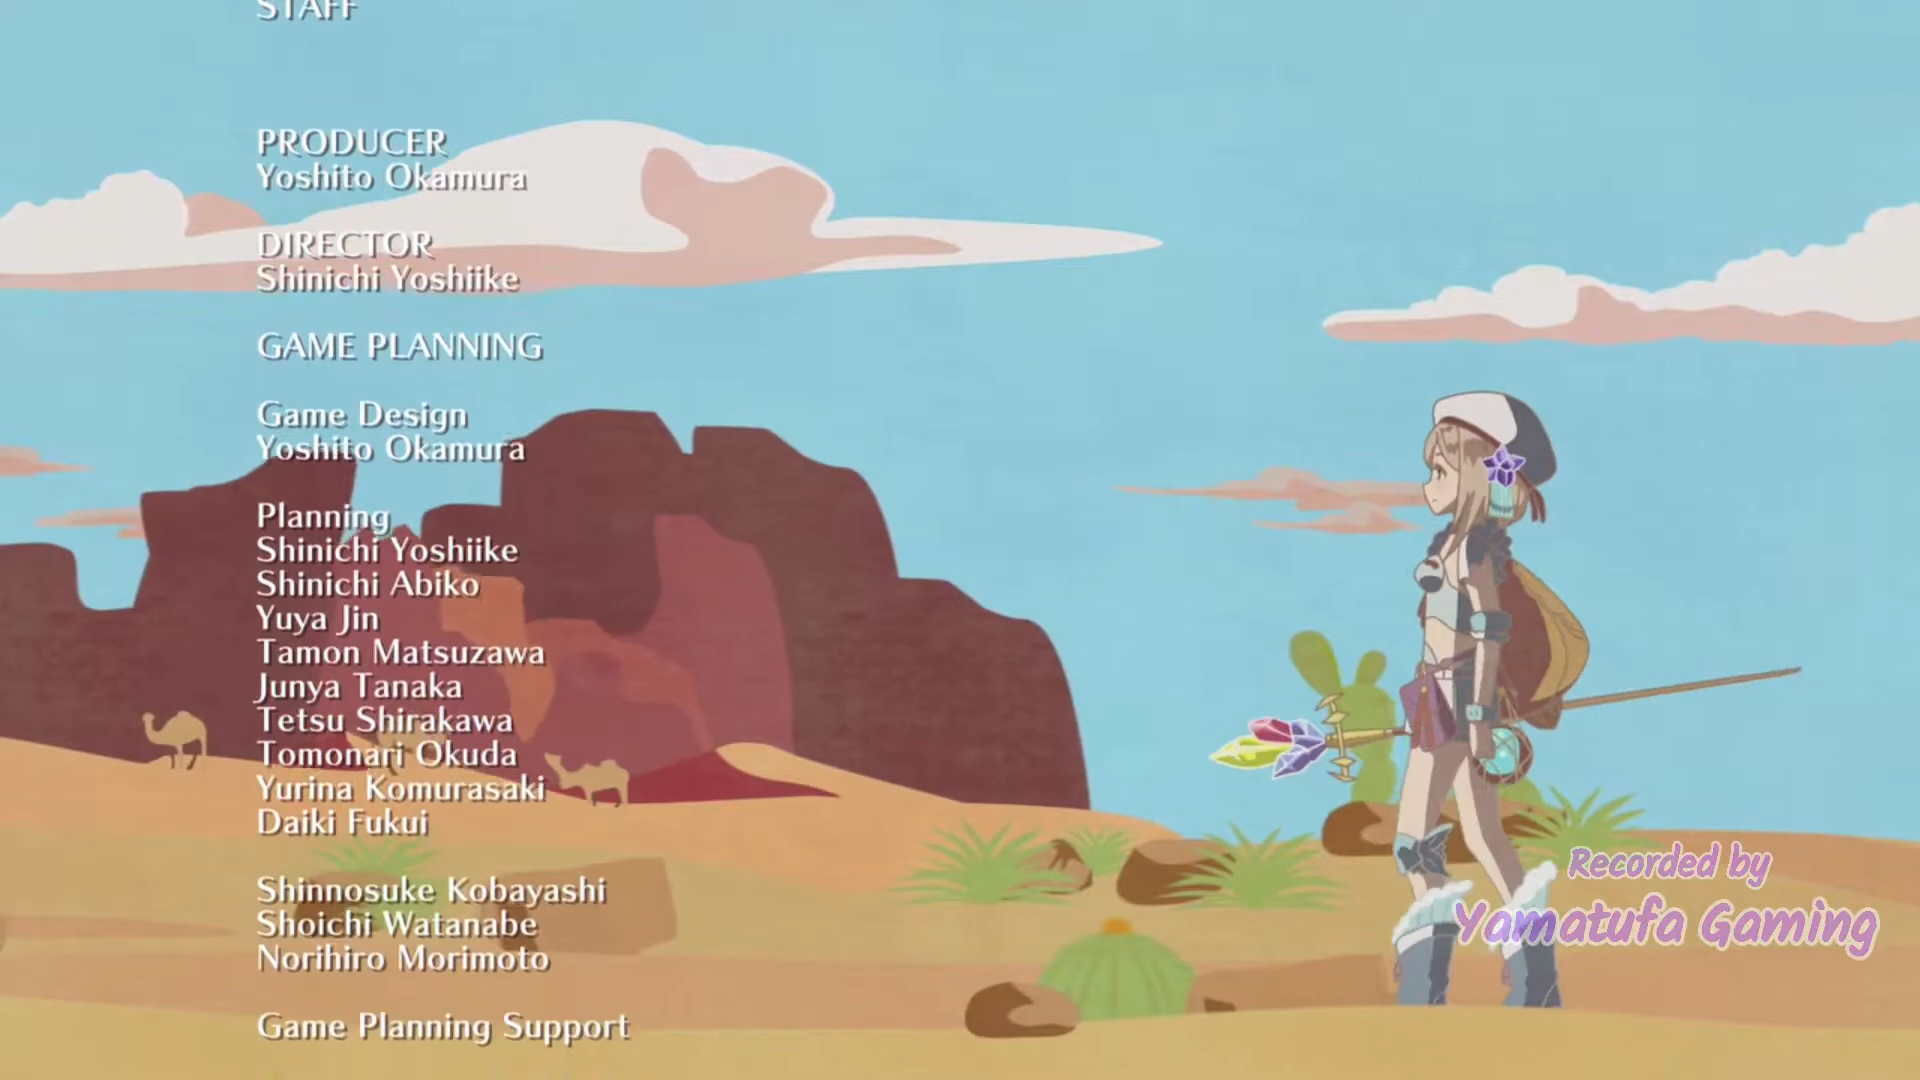 STAFF
PRODUCER
Yoshito Okamura
DIRECTOR
Shinichi Yoshiike
GAME PLANNING
Game Design
Yoshito Okamura
Planning
Shinichi Yoshiike
Shinichi Abiko
Yuya Jin
Tamon Matsuzawa
Junya Tanaka
Tetsu Shirakawa
Tomonari Okuda
Yurina Komurasaki
Daiki Fukui
Shinnosuke Kobayashi
Shoichi Watanabe
Norihiro Morimoto
Game Planning Support
Recorded by
Yamatufa Gaming